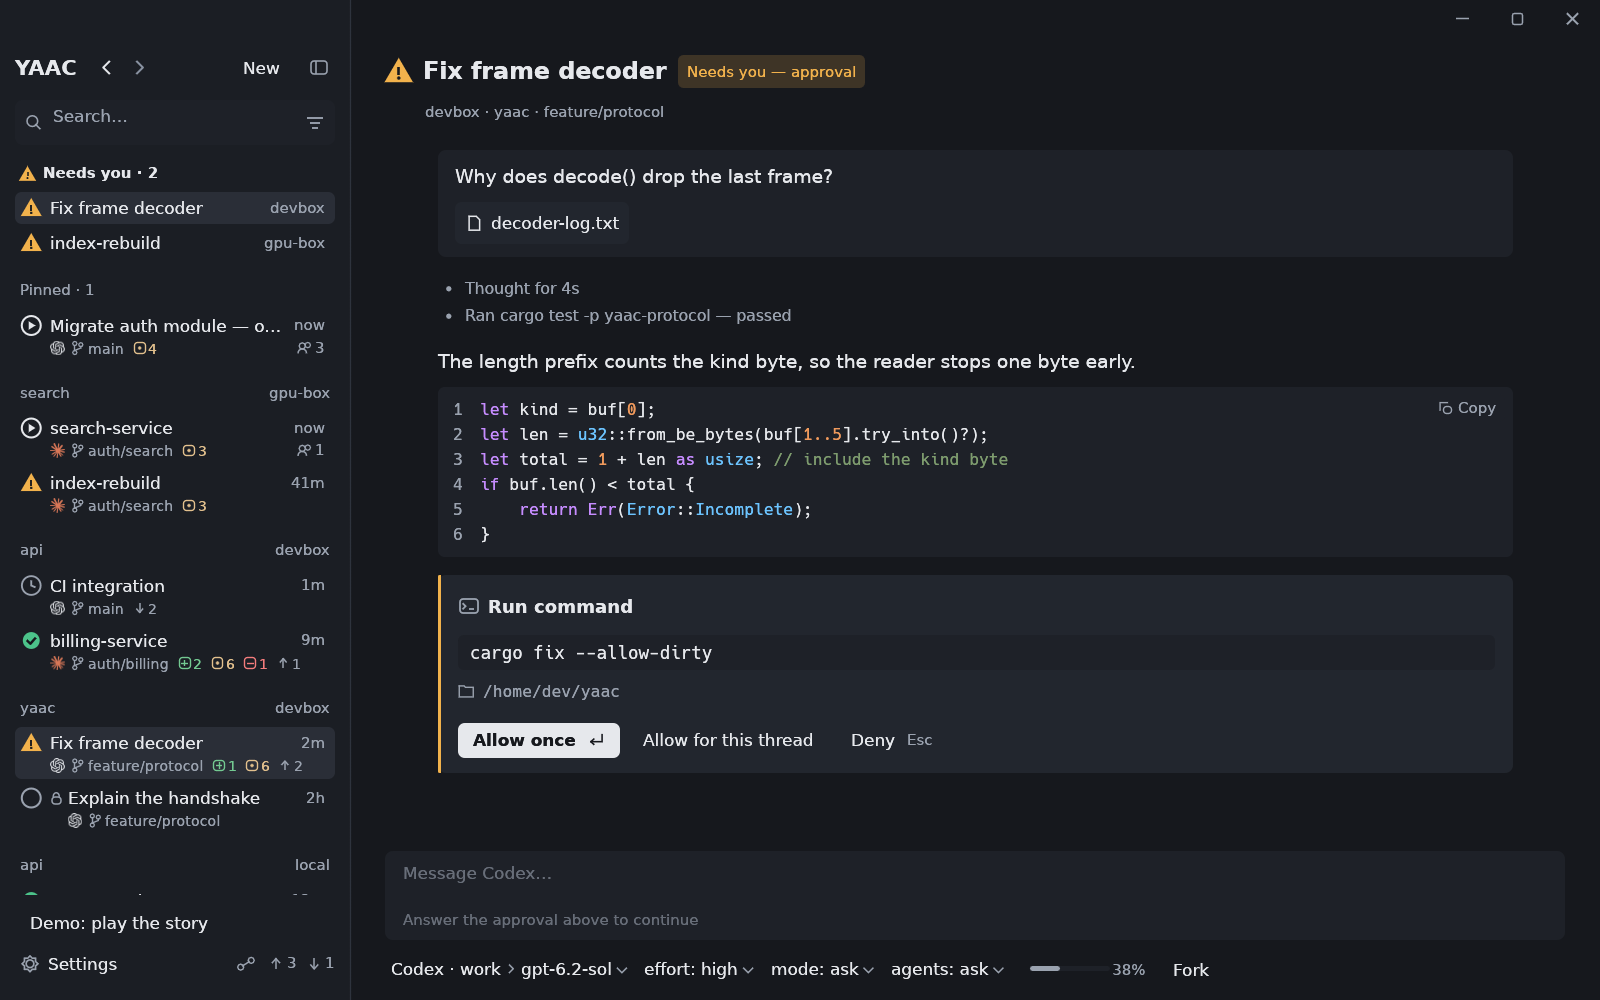 YAAC
New
Search…
Needs you · 2
Fix frame decoder devbox
index-rebuild gpu-box
Pinned · 1
Migrate auth module — o… now
main 4 3
search gpu-box
search-service now
auth/search 3 1
index-rebuild 41m
auth/search 3
api devbox
CI integration 1m
main 2
billing-service 9m
auth/billing 2 6 1 1
yaac devbox
Fix frame decoder 2m
feature/protocol 1 6 2
Explain the handshake 2h
feature/protocol
api local
Demo: play the story
Settings 3 1
Fix frame decoder Needs you — approval
devbox · yaac · feature/protocol
Why does decode() drop the last frame?
decoder-log.txt
• Thought for 4s
• Ran cargo test -p yaac-protocol — passed
The length prefix counts the kind byte, so the reader stops one byte early.
Copy
1 let kind = buf[0];
2 let len = u32::from_be_bytes(buf[1..5].try_into()?);
3 let total = 1 + len as usize; // include the kind byte
4 if buf.len() < total {
5     return Err(Error::Incomplete);
6 }
Run command
cargo fix --allow-dirty
/home/dev/yaac
Allow once Allow for this thread Deny Esc
Message Codex…
Answer the approval above to continue
Codex · work gpt-6.2-sol effort: high mode: ask agents: ask 38% Fork